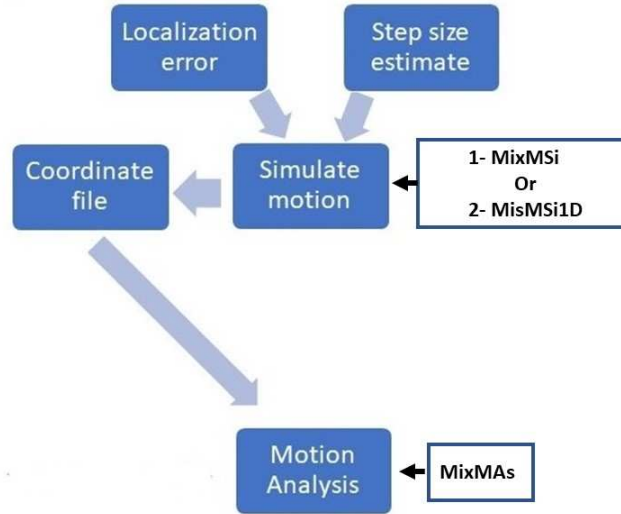 Localization
error
Step size
estimate
Coordinate
file
Simulate
motion
1- MixMSi
Or
2- MisMSi1D
Motion
Analysis
MixMAs